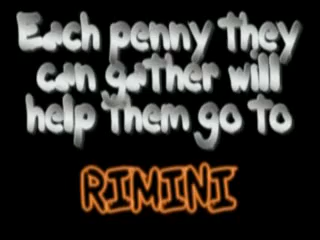 Each penny they
can gather will
help them go to
RIMINI